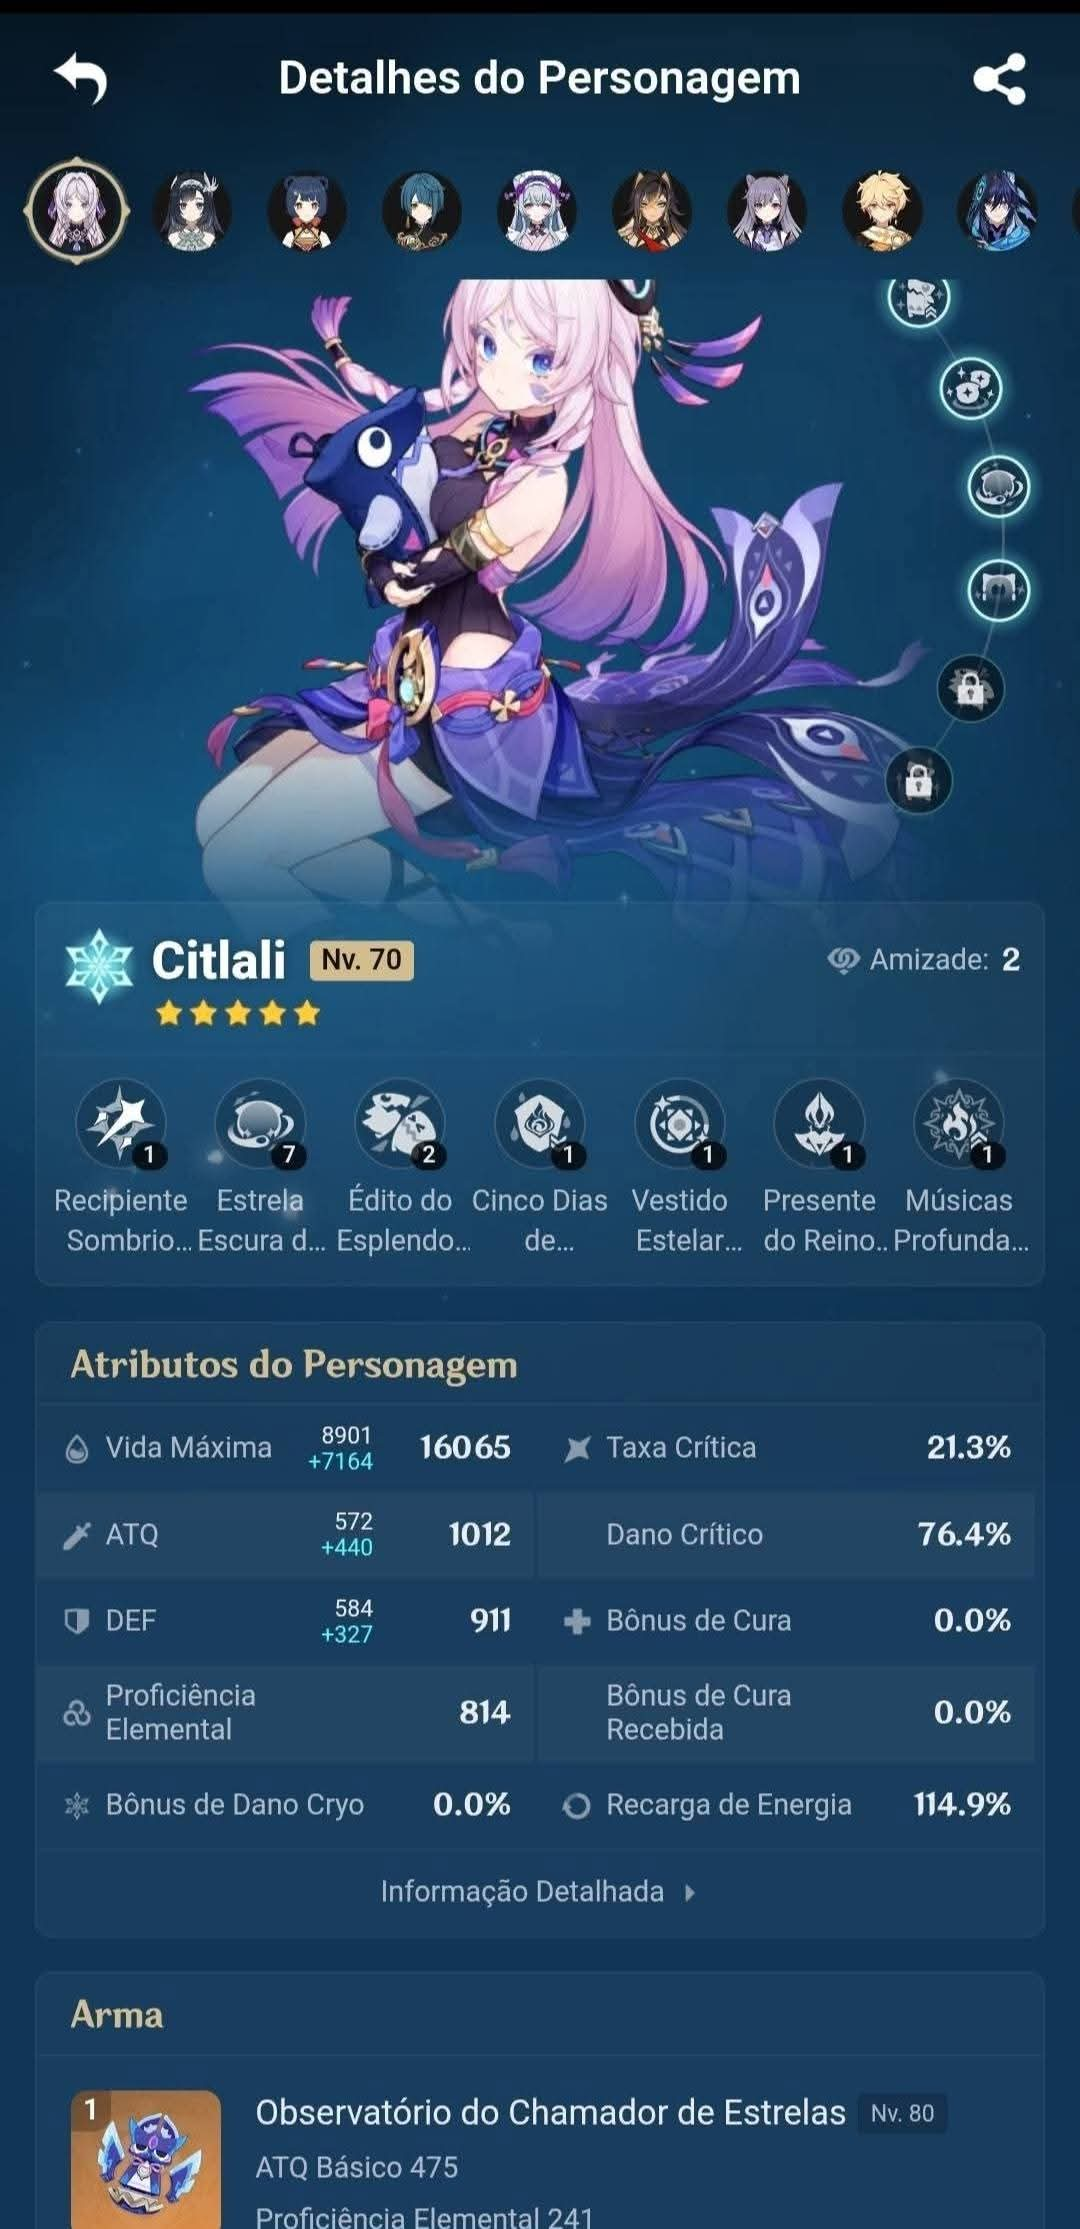 Detalhes do Personagem
Citlali
Nv. 70
Amizade: 2
1
7
2
1
1
1
1
Recipiente Sombrio...
Estrela Escura d...
Édito do Esplendo...
Cinco Dias de...
Vestido Estelar...
Presente do Reino..
Músicas Profunda...
Atributos do Personagem
Vida Máxima 8901 +7164 16065
Taxa Crítica 21.3%
ATQ 572 +440 1012
Dano Crítico 76.4%
DEF 584 +327 911
Bônus de Cura 0.0%
Proficiência Elemental 814
Bônus de Cura Recebida 0.0%
Bônus de Dano Cryo 0.0%
Recarga de Energia 114.9%
Informação Detalhada
Arma
1
Observatório do Chamador de Estrelas Nv. 80
ATQ Básico 475
Proficiência Elemental 241